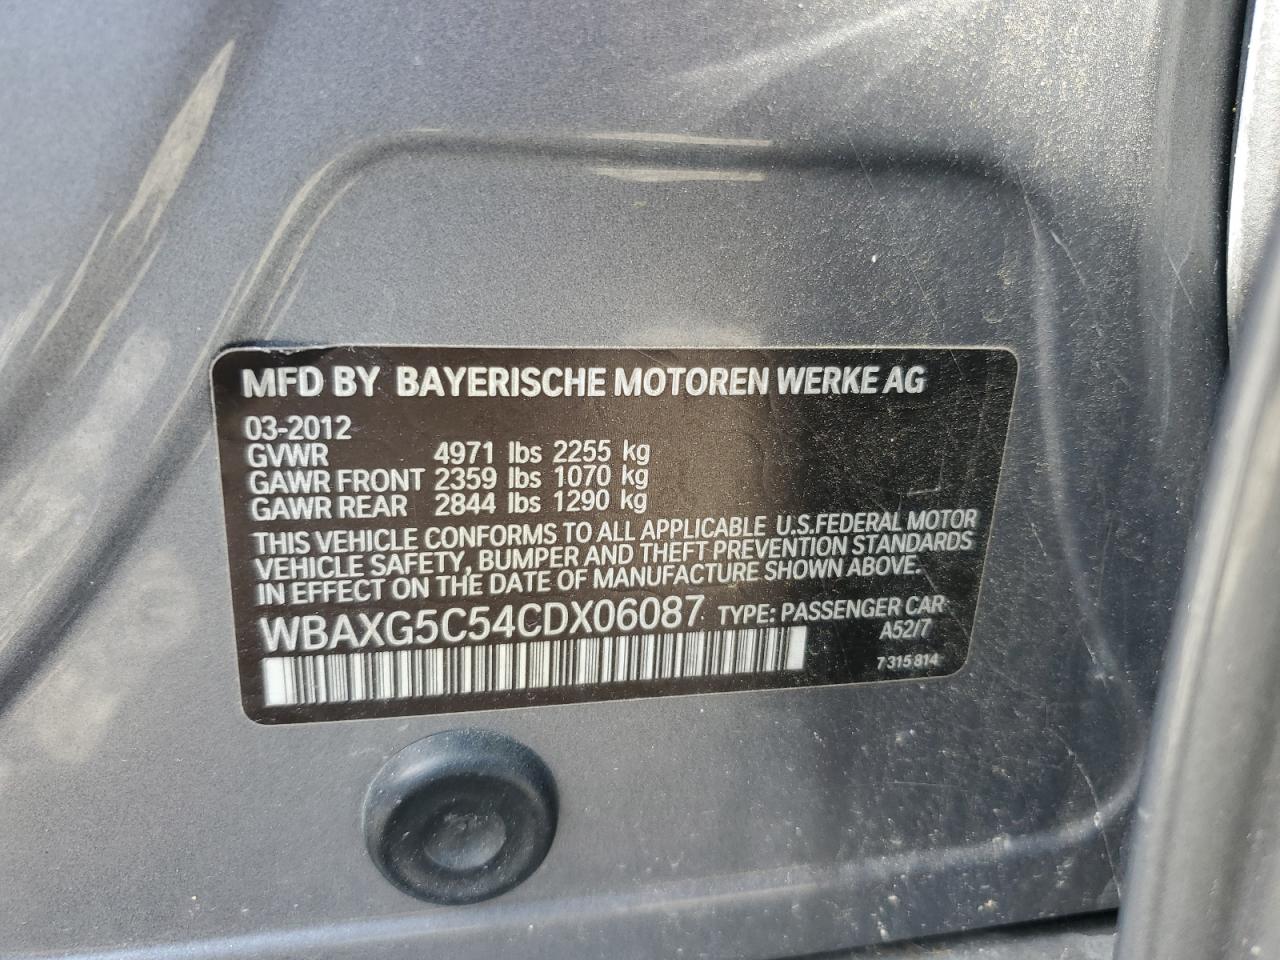 MFD BY BAYERISCHE MOTOREN WERKE AG
03-2012
GVWR 4971 lbs 2255 kg
GAWR FRONT 2359 lbs 1070 kg
GAWR REAR 2844 lbs 1290 kg
THIS VEHICLE CONFORMS TO ALL APPLICABLE U.S.FEDERAL MOTOR
VEHICLE SAFETY, BUMPER AND THEFT PREVENTION STANDARDS
IN EFFECT ON THE DATE OF MANUFACTURE SHOWN ABOVE.
WBAXG5C54CDX06087 TYPE: PASSENGER CAR
A52/7
7 315 814